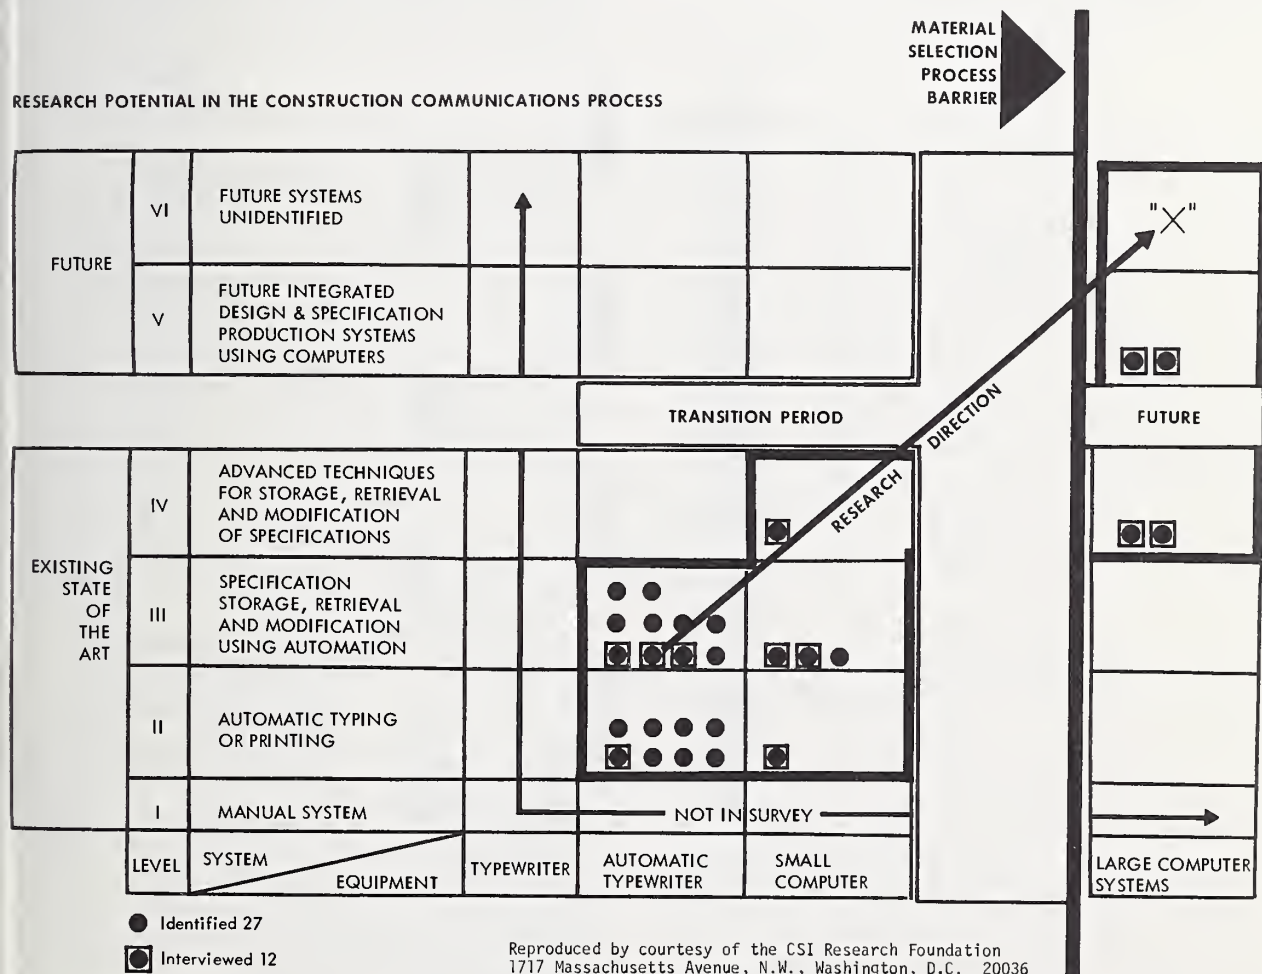 MATERIAL
SELECTION
PROCESS
BARRIER
RESEARCH POTENTIAL IN THE CONSTRUCTION COMMUNICATIONS PROCESS
FUTURE
VI
FUTURE SYSTEMS
UNIDENTIFIED
"X"
V
FUTURE INTEGRATED
DESIGN & SPECIFICATION
PRODUCTION SYSTEMS
USING COMPUTERS
TRANSITION PERIOD
RESEARCH DIRECTION
FUTURE
EXISTING
STATE
OF
THE
ART
IV
ADVANCED TECHNIQUES
FOR STORAGE, RETRIEVAL
AND MODIFICATION
OF SPECIFICATIONS
III
SPECIFICATION
STORAGE, RETRIEVAL
AND MODIFICATION
USING AUTOMATION
II
AUTOMATIC TYPING
OR PRINTING
I
MANUAL SYSTEM
NOT IN SURVEY
LEVEL
SYSTEM
EQUIPMENT
TYPEWRITER
AUTOMATIC
TYPEWRITER
SMALL
COMPUTER
LARGE COMPUTER
SYSTEMS
Identified 27
Interviewed 12
Reproduced by courtesy of the CSI Research Foundation
1717 Massachusetts Avenue, N.W., Washington, D.C. 20036